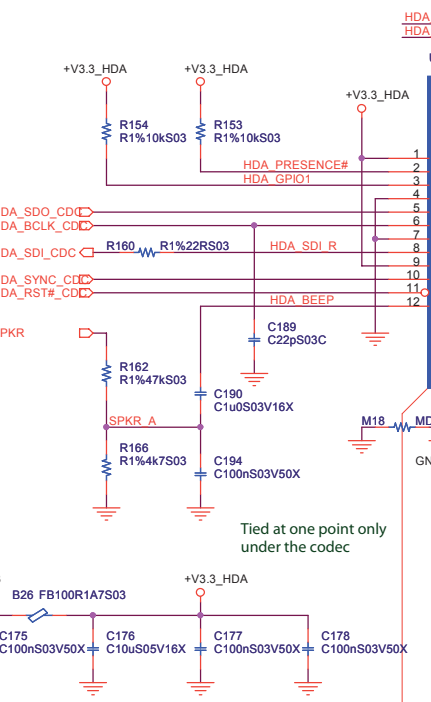 HDA
HDA
+V3.3_HDA
+V3.3_HDA
+V3.3_HDA
R154
R1%10kS03
R153
R1%10kS03
1
HDA_PRESENCE#
2
HDA_GPIO1
3
4
DA_SDO_CDC
5
DA_BCLK_CDC
6
7
DA_SDI_CDC
R160
R1%22RS03
HDA_SDI_R
8
9
DA_SYNC_CDC
10
DA_RST#_CDC
11
HDA_BEEP
12
PKR
C189
C22pS03C
R162
R1%47kS03
C190
C1u0S03V16X
SPKR_A
M18
MD
R166
R1%4k7S03
C194
C100nS03V50X
GN
Tied at one point only
under the codec
+V3.3_HDA
B26 FB100R1A7S03
C175
C100nS03V50X
C176
C10uS05V16X
C177
C100nS03V50X
C178
C100nS03V50X